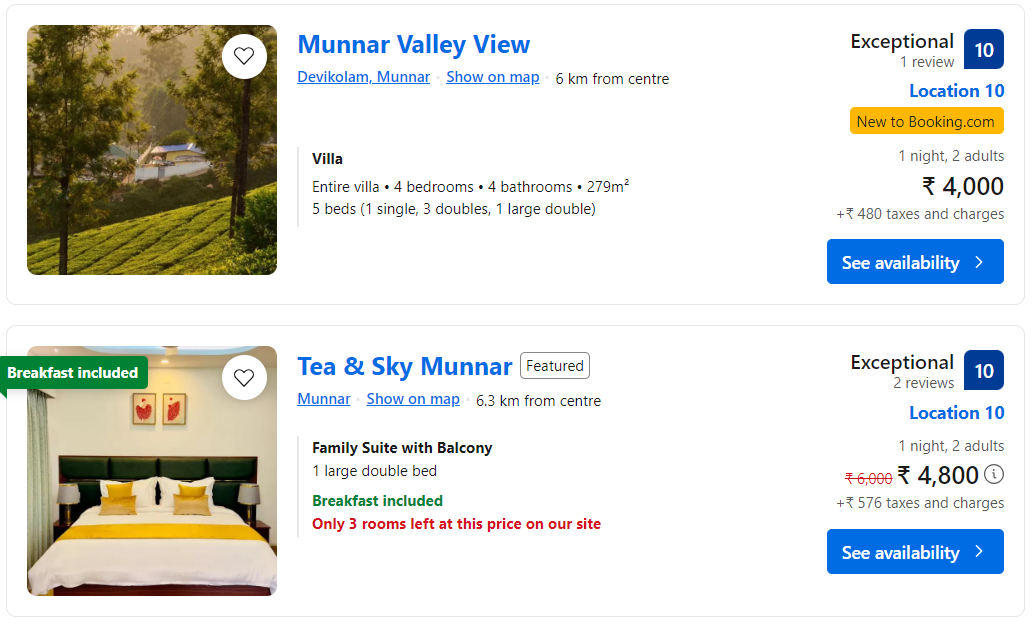 Munnar Valley View
Devikolam, Munnar Show on map 6 km from centre
Villa
Entire villa • 4 bedrooms • 4 bathrooms • 279m²
5 beds (1 single, 3 doubles, 1 large double)
Exceptional 10
1 review
Location 10
New to Booking.com
1 night, 2 adults
₹ 4,000
+₹ 480 taxes and charges
See availability
Breakfast included
Tea & Sky Munnar Featured
Munnar Show on map 6.3 km from centre
Family Suite with Balcony
1 large double bed
Breakfast included
Only 3 rooms left at this price on our site
Exceptional 10
2 reviews
Location 10
1 night, 2 adults
₹ 6,000 ₹ 4,800
+₹ 576 taxes and charges
See availability